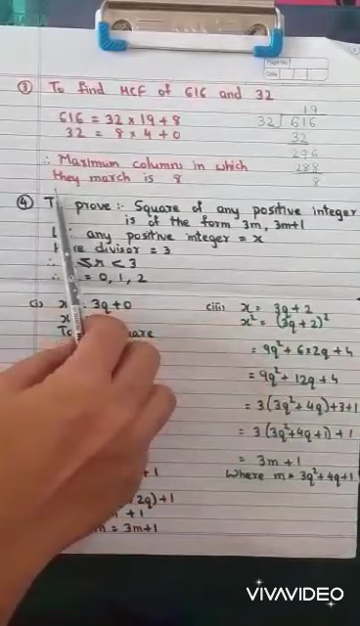 ③ To find HCF of 616 and 32
616 = 32 × 19 + 8
32 = 8 × 4 + 0
19
32 616
32
296
288
8
∴ Maximum columns in which
they march is 8
④ To prove :- Square of any positive integer
is of the form 3m, 3m+1
any positive integer = x
divisor = 3
∴ ≤ r < 3
∴ = 0, 1, 2
(i) x = 3q + 0
x
+ 1
2q) + 1
+ 1
m = 3m+1
(iii) x = 3q + 2
x² = (3q + 2)²
= 9q² + 6×2q + 4
= 9q² + 12q + 4
= 3(3q² + 4q) + 3 + 1
= 3(3q² + 4q + 1) + 1
= 3m + 1
Where m = 3q² + 4q + 1
VIVAVIDEO